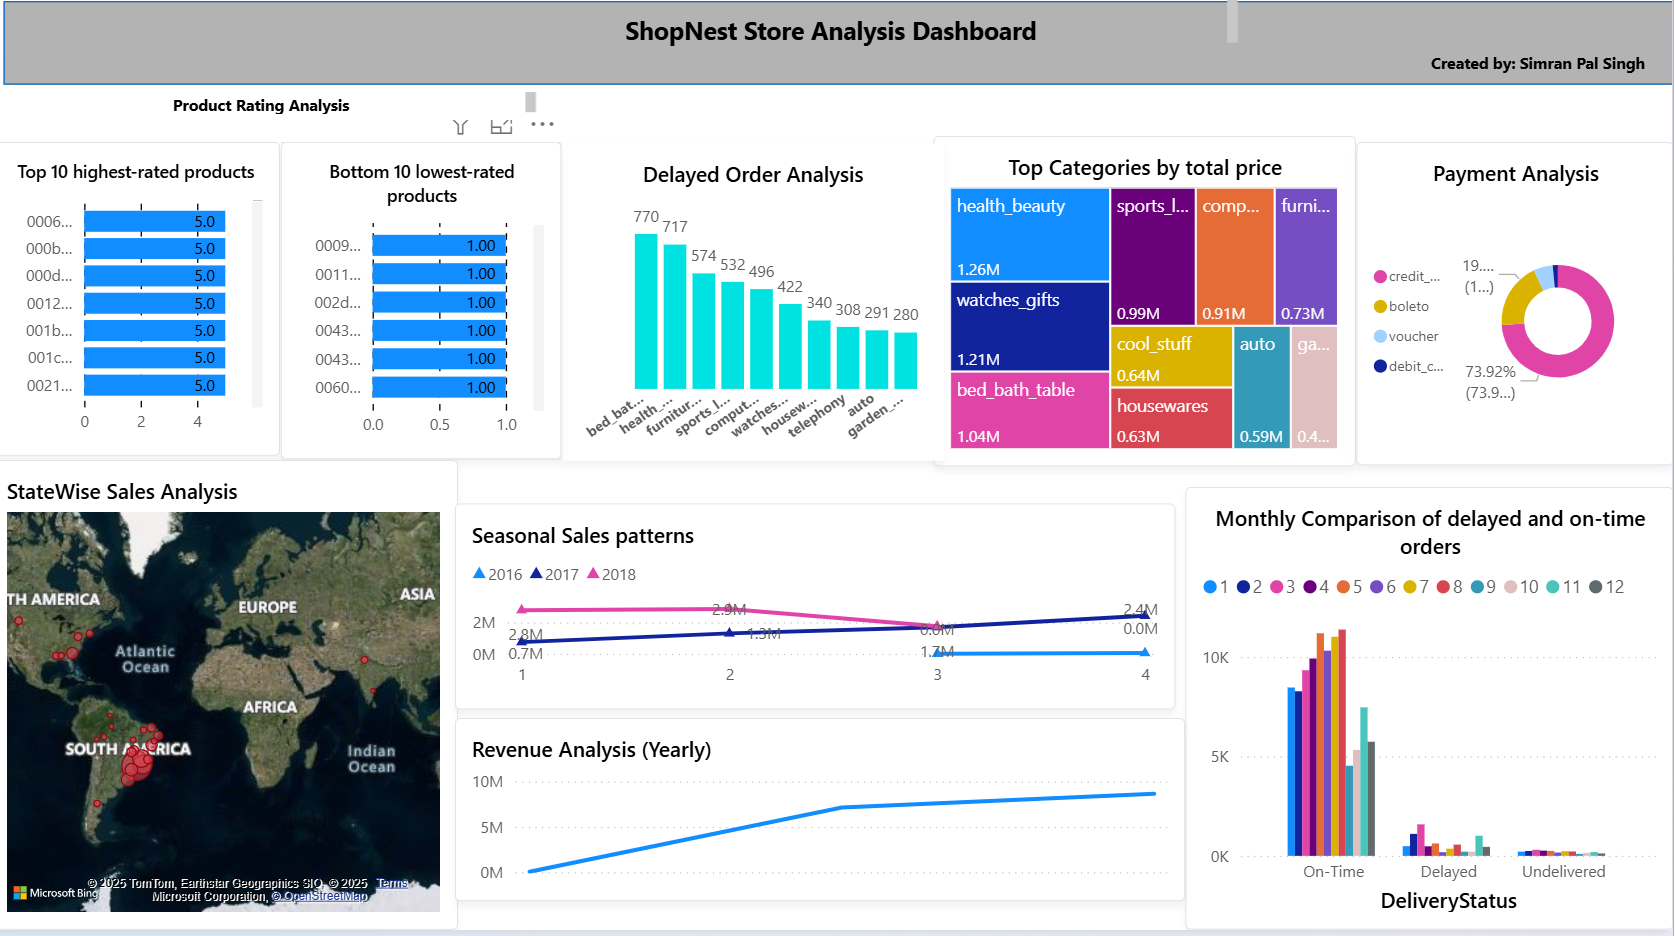 ShopNest Store Analysis Dashboard
Created by: Simran Pal Singh
Product Rating Analysis
Top 10 highest-rated products
0006... 5.0
000b... 5.0
000d... 5.0
0012... 5.0
001b... 5.0
001c... 5.0
0021... 5.0
0 2 4
Bottom 10 lowest-rated
products
0009... 1.00
0011... 1.00
002d... 1.00
0043... 1.00
0043... 1.00
0060... 1.00
0.0 0.5 1.0
Delayed Order Analysis
770 717 574 532 496 422 340 308 291 280
bed_bat... health_... furnitur... sports_l... comput... watches... housew... telephony auto garden_...
Top Categories by total price
health_beauty
1.26M
watches_gifts
1.21M
bed_bath_table
1.04M
sports_l...
0.99M
comp...
0.91M
furni...
0.73M
cool_stuff
0.64M
housewares
0.63M
auto
0.59M
ga...
0.4...
Payment Analysis
credit_...
boleto
voucher
debit_c...
19....
(1...)
73.92%
(73.9...)
StateWise Sales Analysis
TH AMERICA
EUROPE
ASIA
Atlantic
Ocean
AFRICA
SOUTH AMERICA
Indian
Ocean
Microsoft Bing
© 2025 TomTom, Earthstar Geographics SIO, © 2025 Terms
Microsoft Corporation, © OpenStreetMap
Seasonal Sales patterns
2016 2017 2018
2M
0M
2.8M 2.9M 0.0M 2.4M
0.7M 1.3M 1.7M 0.0M
1 2 3 4
Revenue Analysis (Yearly)
10M
5M
0M
Monthly Comparison of delayed and on-time
orders
1 2 3 4 5 6 7 8 9 10 11 12
10K
5K
0K
On-Time Delayed Undelivered
DeliveryStatus